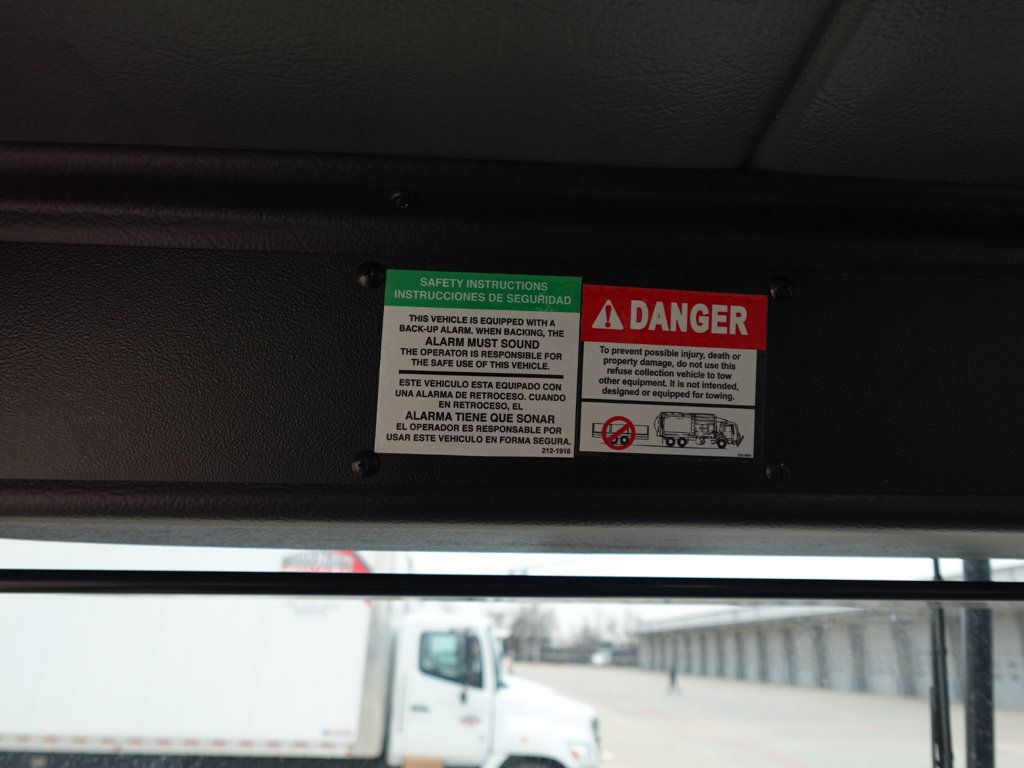 SAFETY INSTRUCTIONS
INSTRUCCIONES DE SEGURIDAD
THIS VEHICLE IS EQUIPPED WITH A
BACK-UP ALARM. WHEN BACKING, THE
ALARM MUST SOUND
THE OPERATOR IS RESPONSIBLE FOR
THE SAFE USE OF THIS VEHICLE.
ESTE VEHICULO ESTA EQUIPADO CON
UNA ALARMA DE RETROCESO. CUANDO
EN RETROCESO, EL
ALARMA TIENE QUE SONAR
EL OPERADOR ES RESPONSABLE POR
USAR ESTE VEHICULO EN FORMA SEGURA.
212-1918
DANGER
To prevent possible injury, death or
property damage, do not use this
refuse collection vehicle to tow
other equipment. It is not intended,
designed or equipped for towing.